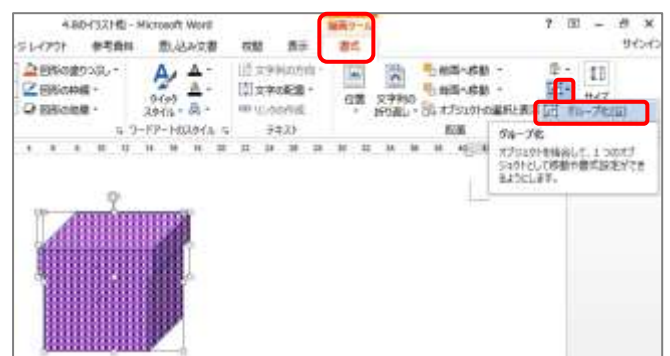 4.BOイラスト松 - Microsoft Word
描画ツール
ページレイアウト 参考資料 差し込み文書 校閲 表示 書式
サインイン
図形の塗りつぶし
図形の枠線
図形の効果
クイック
スタイル
ワードアートのスタイル
文字列の方向
文字の配置
リンクの作成
テキスト
位置
文字列の
折り返し
前面へ移動
背面へ移動
オブジェクトの選択と表示
配置
サイズ
グループ化(G)
グループ化
オブジェクトを結合して、1 つのオブ
ジェクトとして移動や書式設定ができ
るようにします。